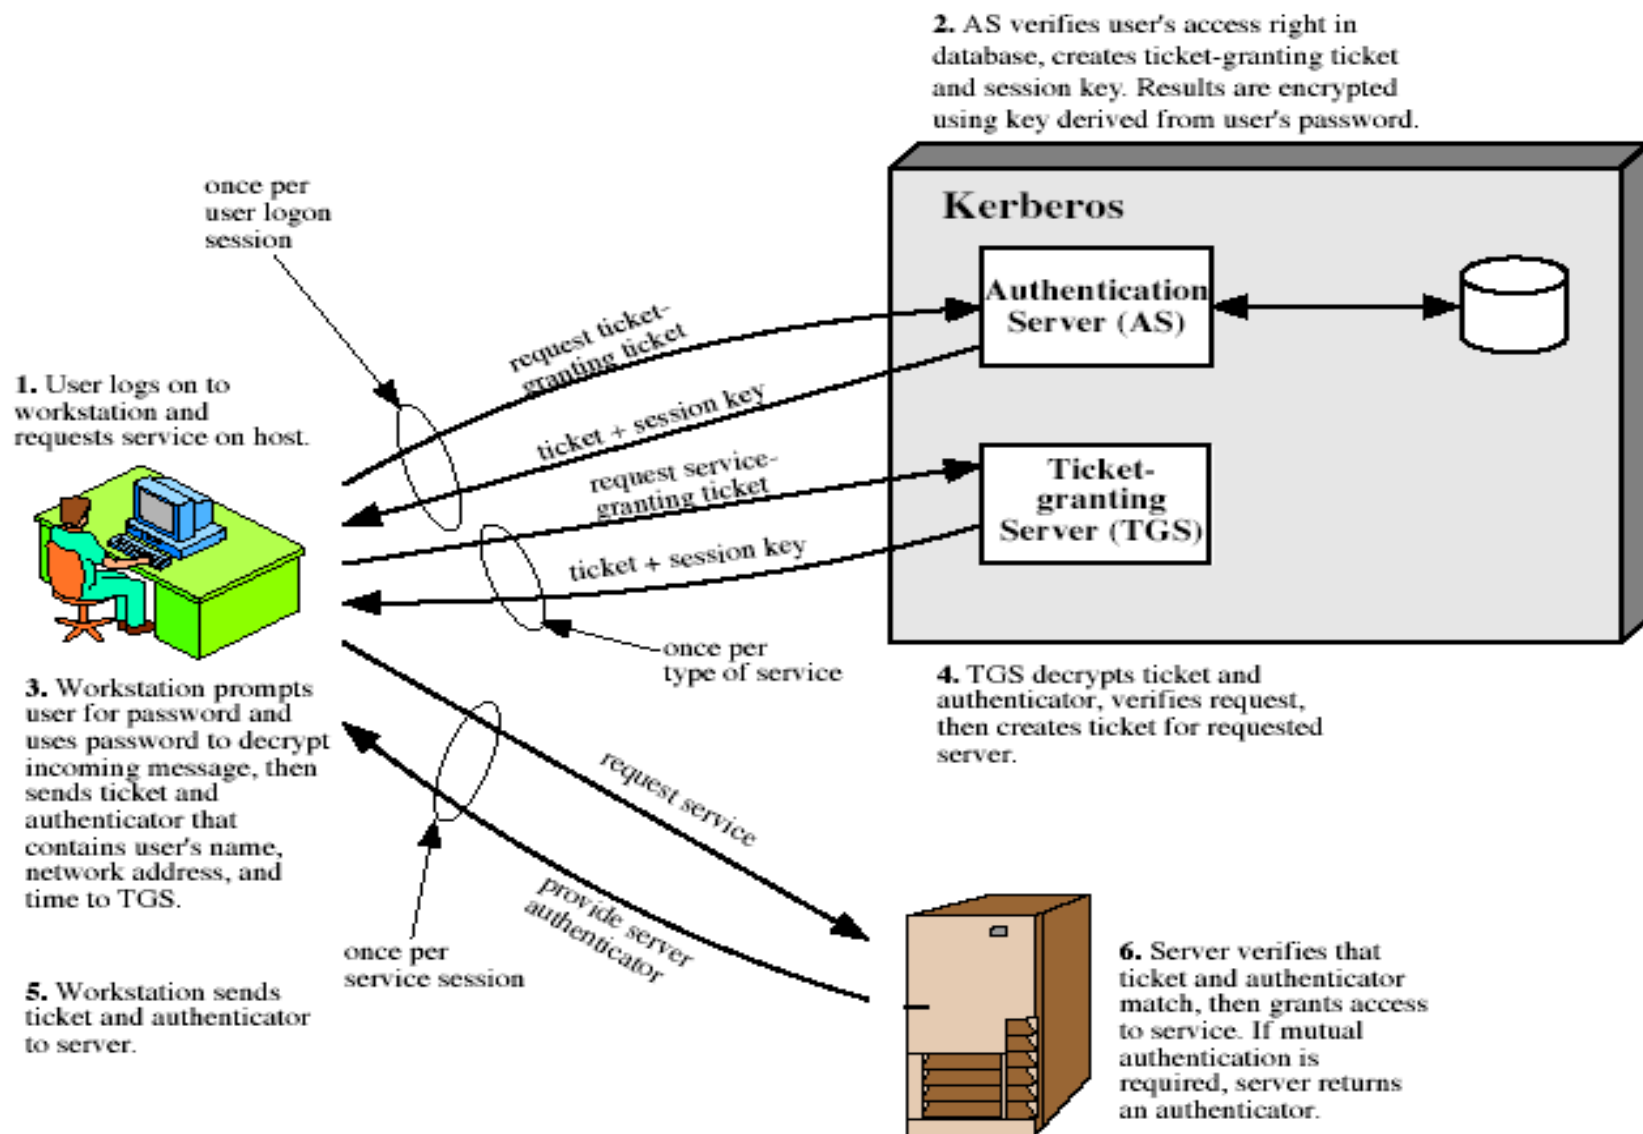 2. AS verifies user's access right in
database, creates ticket-granting ticket
and session key. Results are encrypted
using key derived from user's password.
once per
user logon
session
Kerberos
Authentication
Server (AS)
request ticket-
granting ticket
1. User logs on to
workstation and
requests service on host.
ticket + session key
request service-
granting ticket
Ticket-
granting
Server (TGS)
ticket + session key
once per
type of service
3. Workstation prompts
user for password and
uses password to decrypt
incoming message, then
sends ticket and
authenticator that
contains user's name,
network address, and
time to TGS.
4. TGS decrypts ticket and
authenticator, verifies request,
then creates ticket for requested
server.
request service
provide server
authenticator
once per
service session
5. Workstation sends
ticket and authenticator
to server.
6. Server verifies that
ticket and authenticator
match, then grants access
to service. If mutual
authentication is
required, server returns
an authenticator.